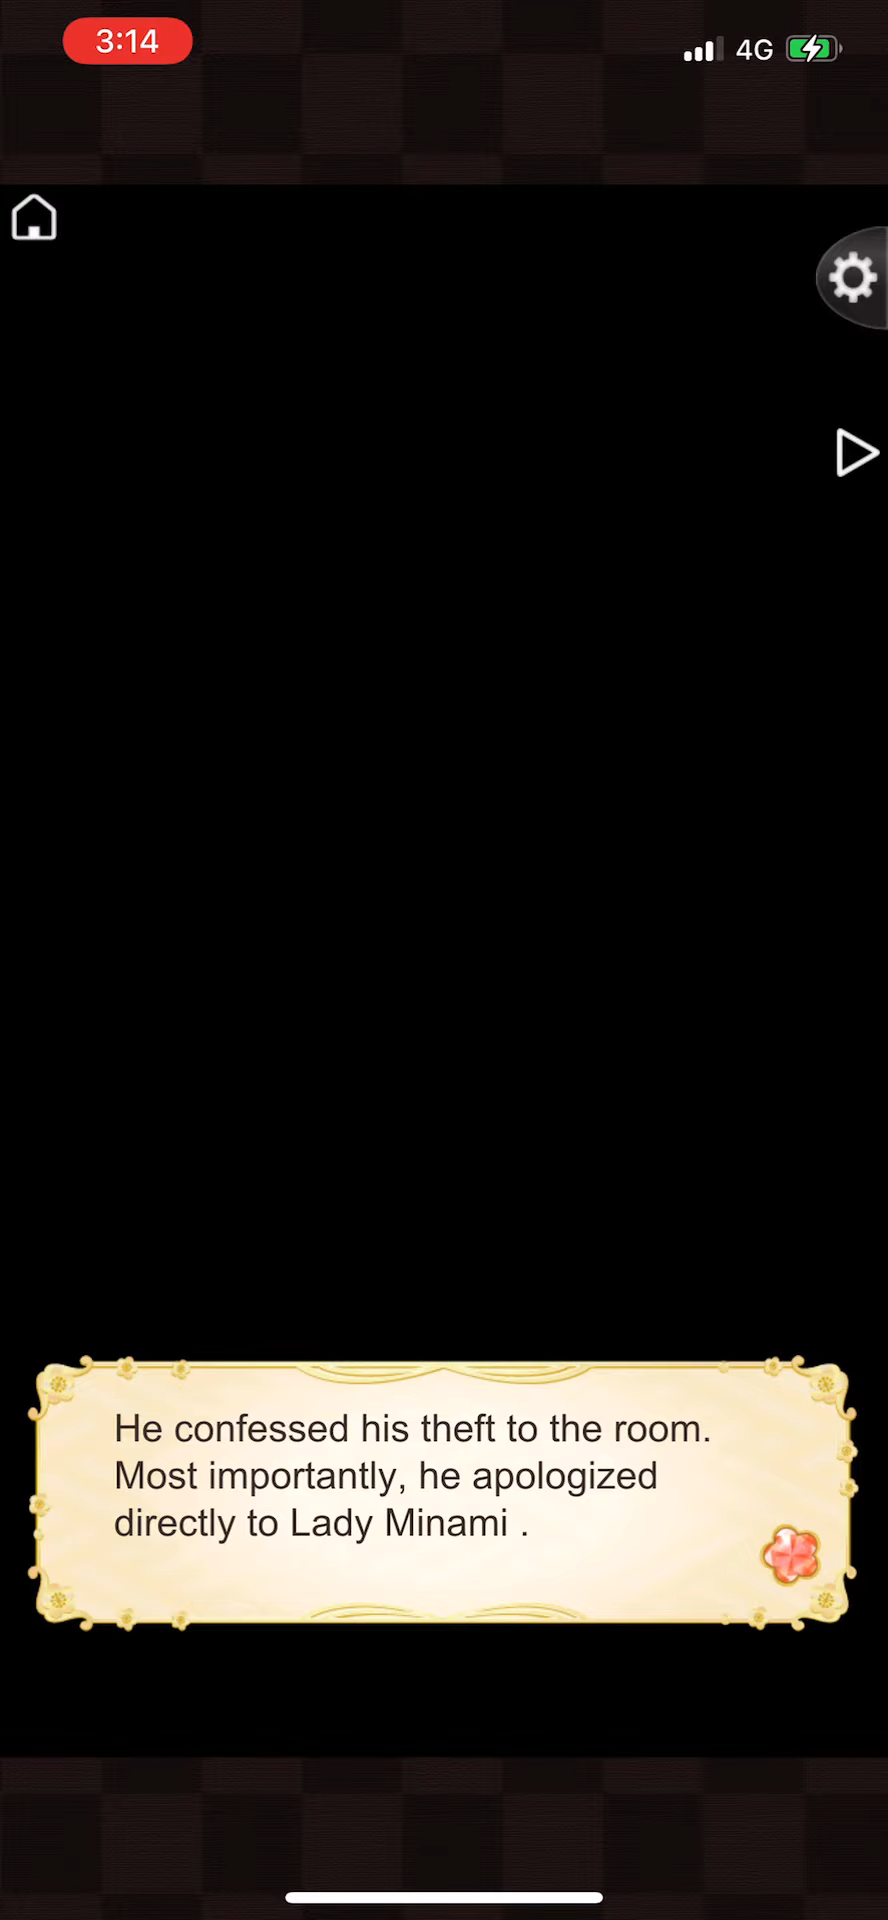 3:14
4G
He confessed his theft to the room.
Most importantly, he apologized
directly to Lady Minami .